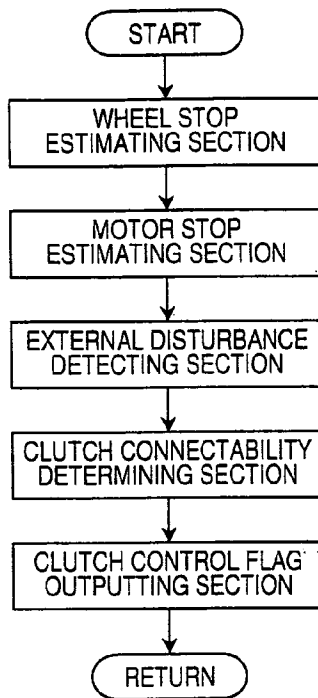 START
WHEEL STOP
ESTIMATING SECTION
MOTOR STOP
ESTIMATING SECTION
EXTERNAL DISTURBANCE
DETECTING SECTION
CLUTCH CONNECTABILITY
DETERMINING SECTION
CLUTCH CONTROL FLAG
OUTPUTTING SECTION
RETURN